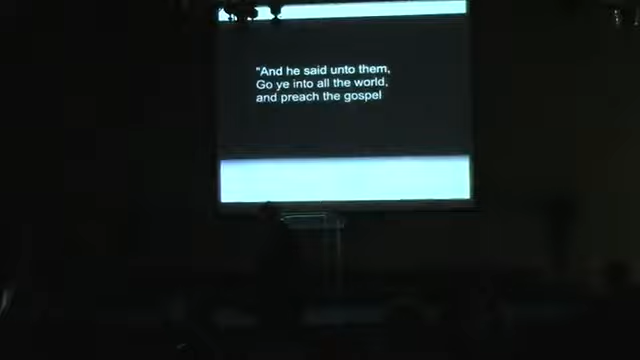 "And he said unto them,
Go ye into all the world,
and preach the gospel